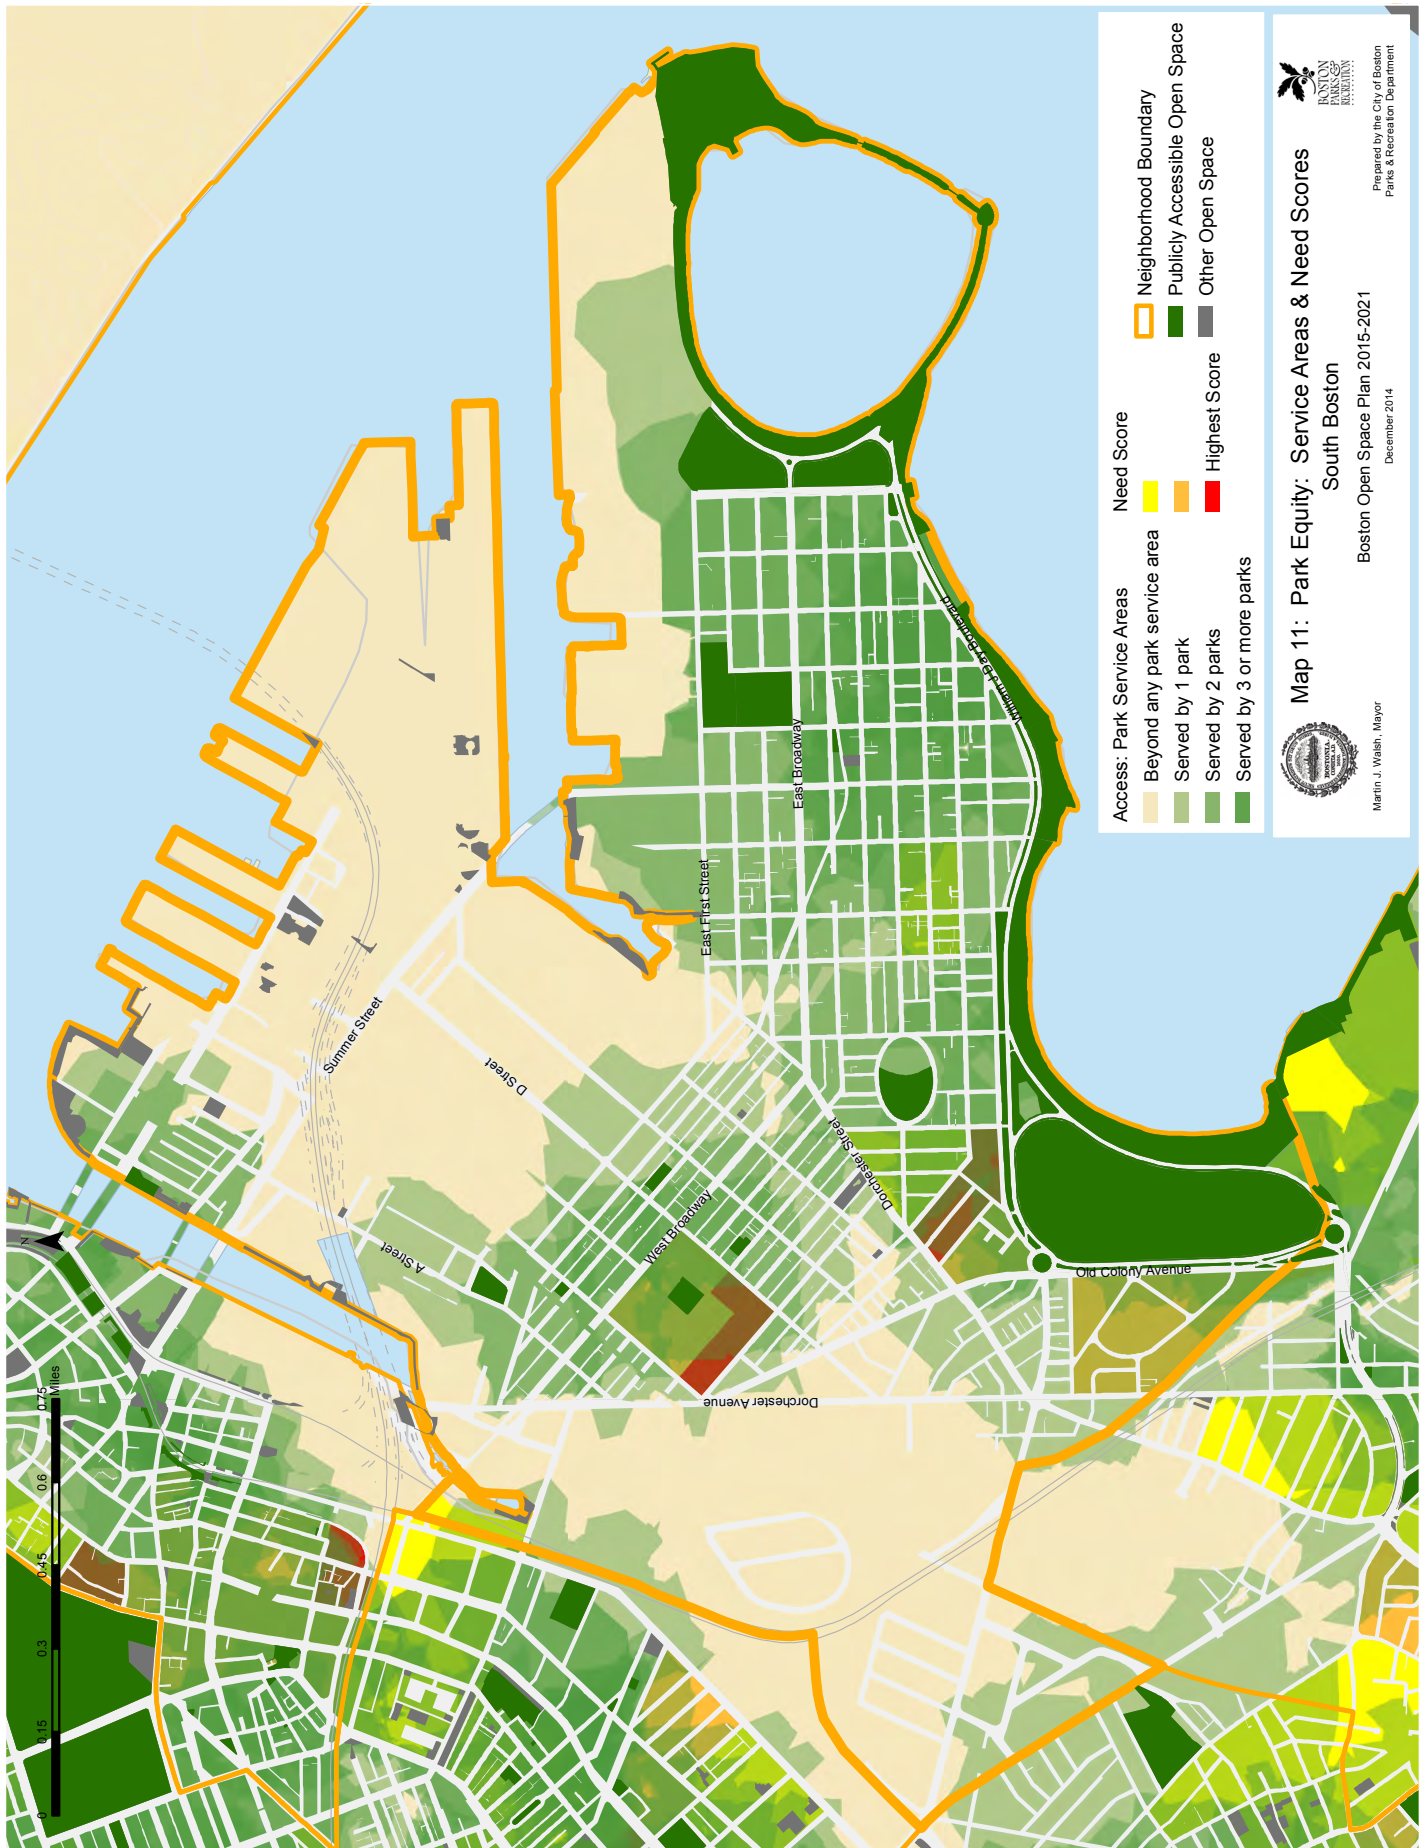 Access: Park Service Areas
Beyond any park service area
Served by 1 park
Served by 2 parks
Served by 3 or more parks
Need Score
Highest Score
Neighborhood Boundary
Publicly Accessible Open Space
Other Open Space
Map 11: Park Equity: Service Areas & Need Scores
South Boston
Boston Open Space Plan 2015-2021
December 2014
Martin J. Walsh, Mayor
BOSTON
PARKS &
RECREATION
Prepared by the City of Boston
Parks & Recreation Department
0 0.15 0.3 0.45 0.6 0.75
Miles
N
Summer Street
D Street
A Street
West Broadway
East Broadway
East First Street
Dorchester Street
Dorchester Avenue
Old Colony Avenue
William J Day Boulevard